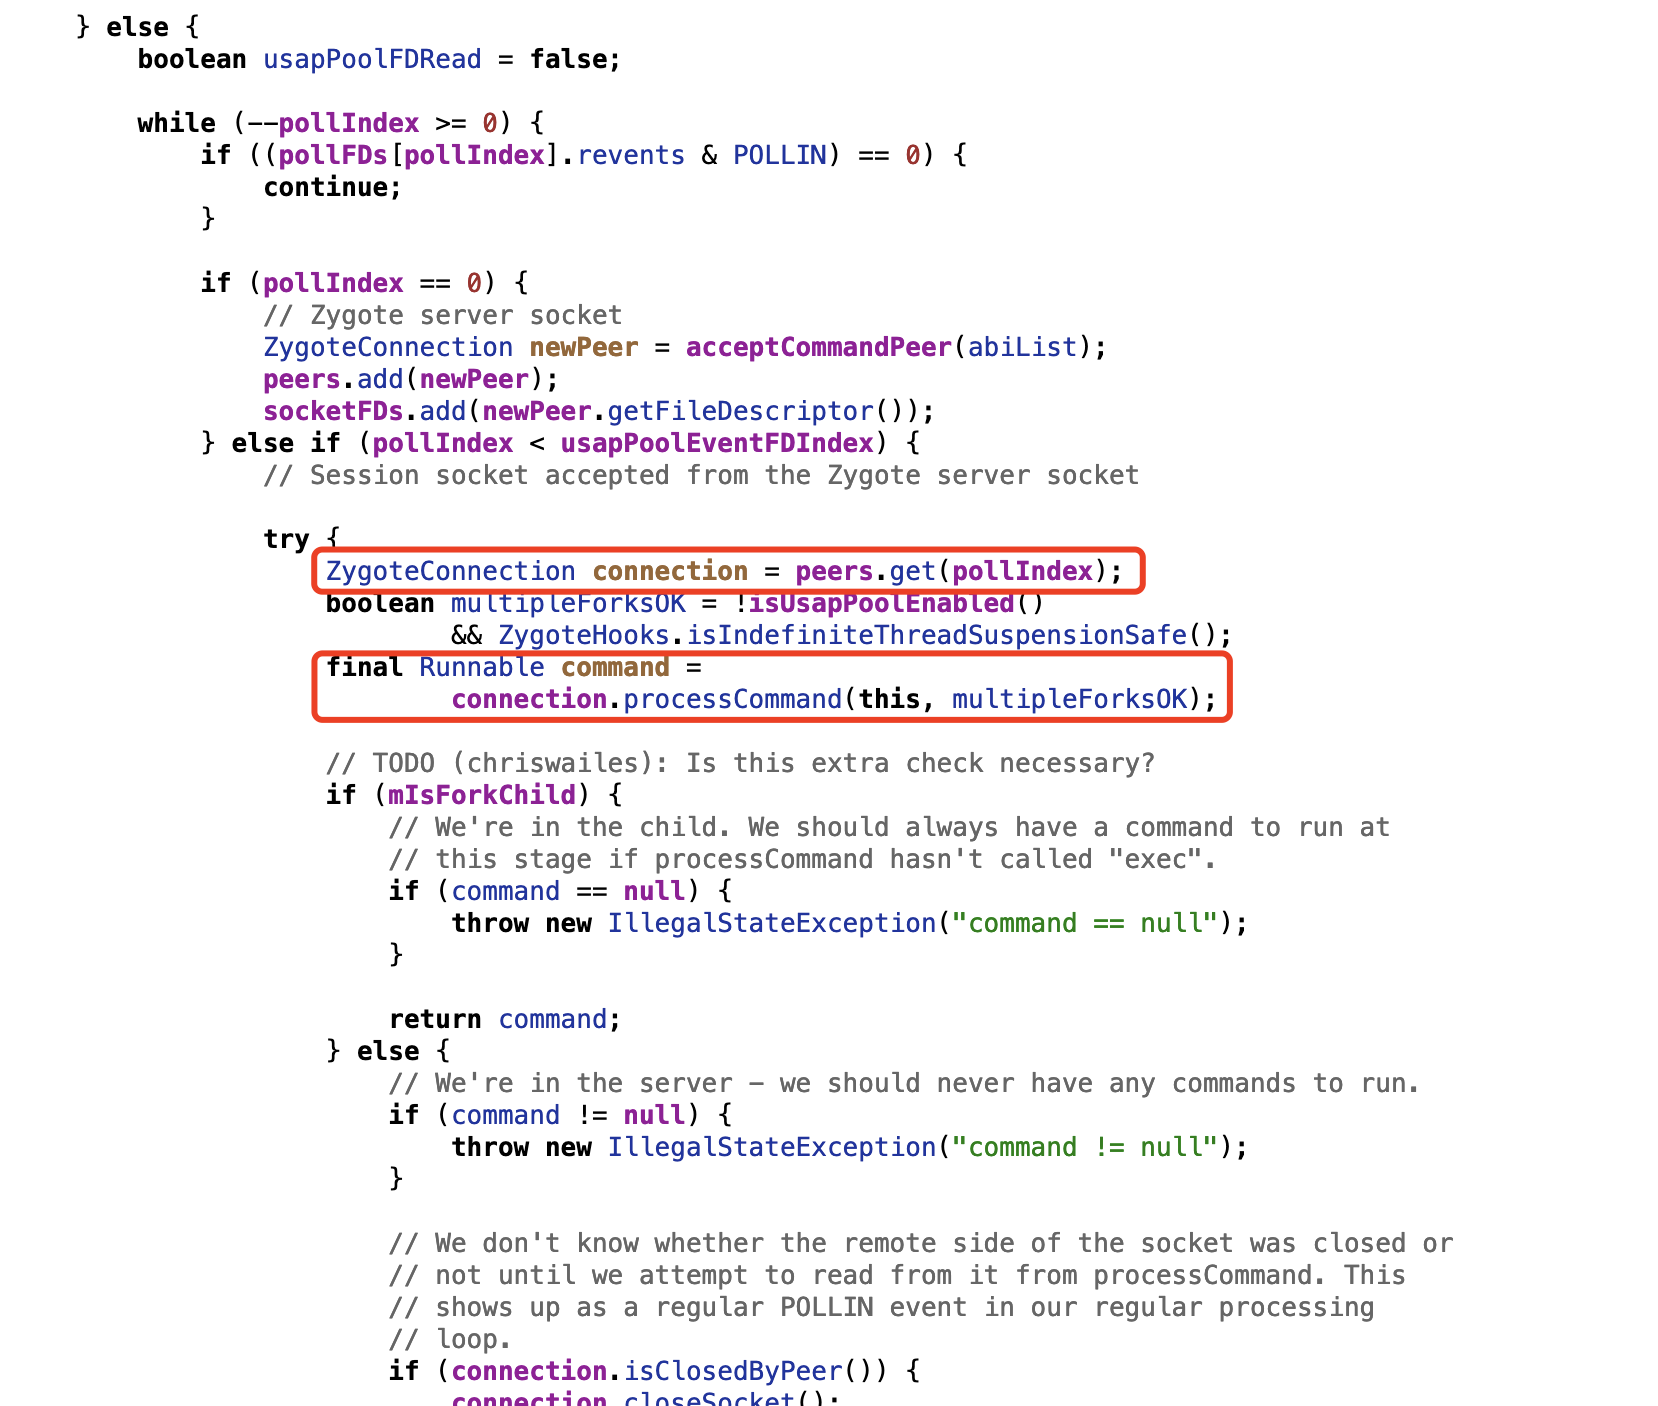 } else {
boolean usapPoolFDRead = false;
while (--pollIndex >= 0) {
if ((pollFDs[pollIndex].revents & POLLIN) == 0) {
continue;
}
if (pollIndex == 0) {
// Zygote server socket
ZygoteConnection newPeer = acceptCommandPeer(abiList);
peers.add(newPeer);
socketFDs.add(newPeer.getFileDescriptor());
} else if (pollIndex < usapPoolEventFDIndex) {
// Session socket accepted from the Zygote server socket
try {
ZygoteConnection connection = peers.get(pollIndex);
boolean multipleForksOK = !isUsapPoolEnabled()
&& ZygoteHooks.isIndefiniteThreadSuspensionSafe();
final Runnable command =
connection.processCommand(this, multipleForksOK);
// TODO (chriswailes): Is this extra check necessary?
if (mIsForkChild) {
// We're in the child. We should always have a command to run at
// this stage if processCommand hasn't called "exec".
if (command == null) {
throw new IllegalStateException("command == null");
}
return command;
} else {
// We're in the server – we should never have any commands to run.
if (command != null) {
throw new IllegalStateException("command != null");
}
// We don't know whether the remote side of the socket was closed or
// not until we attempt to read from it from processCommand. This
// shows up as a regular POLLIN event in our regular processing
// loop.
if (connection.isClosedByPeer()) {
connection.closeSocket();